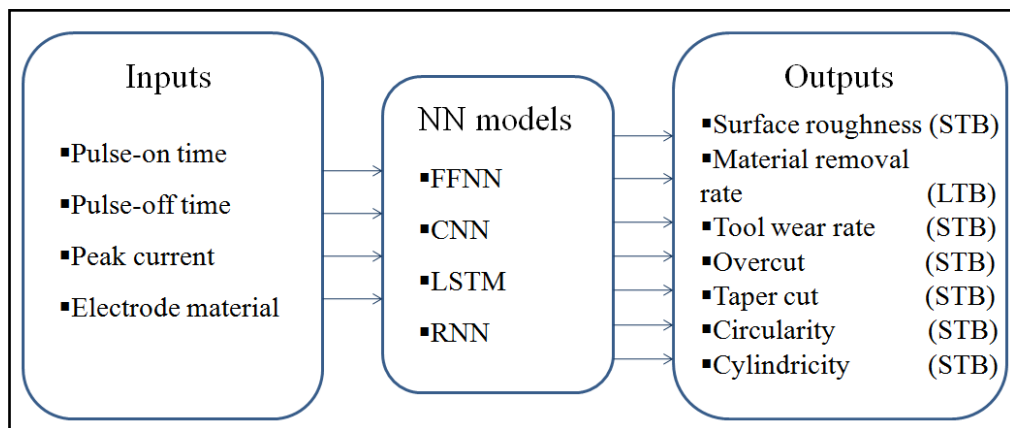 Inputs
▪Pulse-on time
▪Pulse-off time
▪Peak current
▪Electrode material
NN models
▪FFNN
▪CNN
▪LSTM
▪RNN
Outputs
▪Surface roughness (STB)
▪Material removal
rate (LTB)
▪Tool wear rate (STB)
▪Overcut (STB)
▪Taper cut (STB)
▪Circularity (STB)
▪Cylindricity (STB)